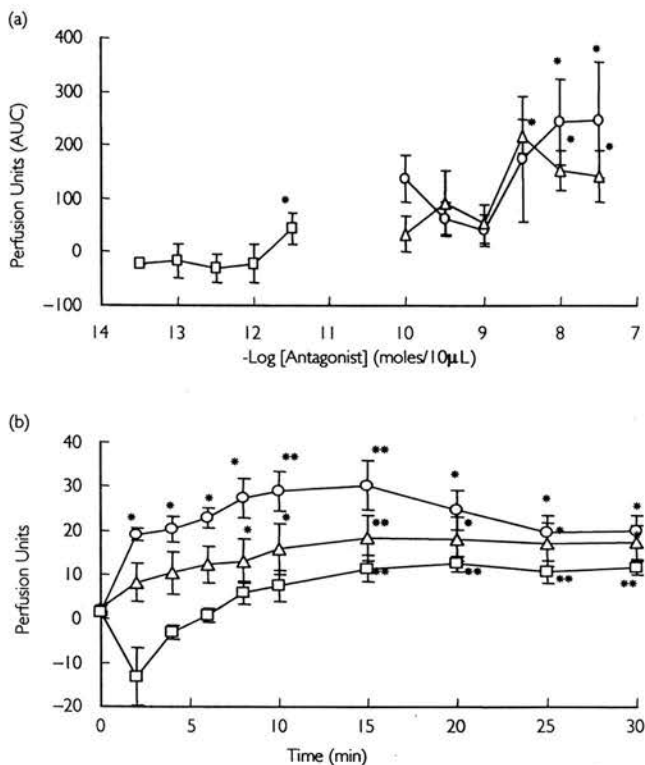 (a)
Perfusion Units (AUC)
400
300
200
100
0
−100
14 13 12 11 10 9 8 7
* * * * * *
-Log [Antagonist] (moles/10μL)
(b)
Perfusion Units
40
30
20
10
0
−10
−20
0 5 10 15 20 25 30
* * * * ** ** * * *
* * ** * * *
** ** ** **
Time (min)